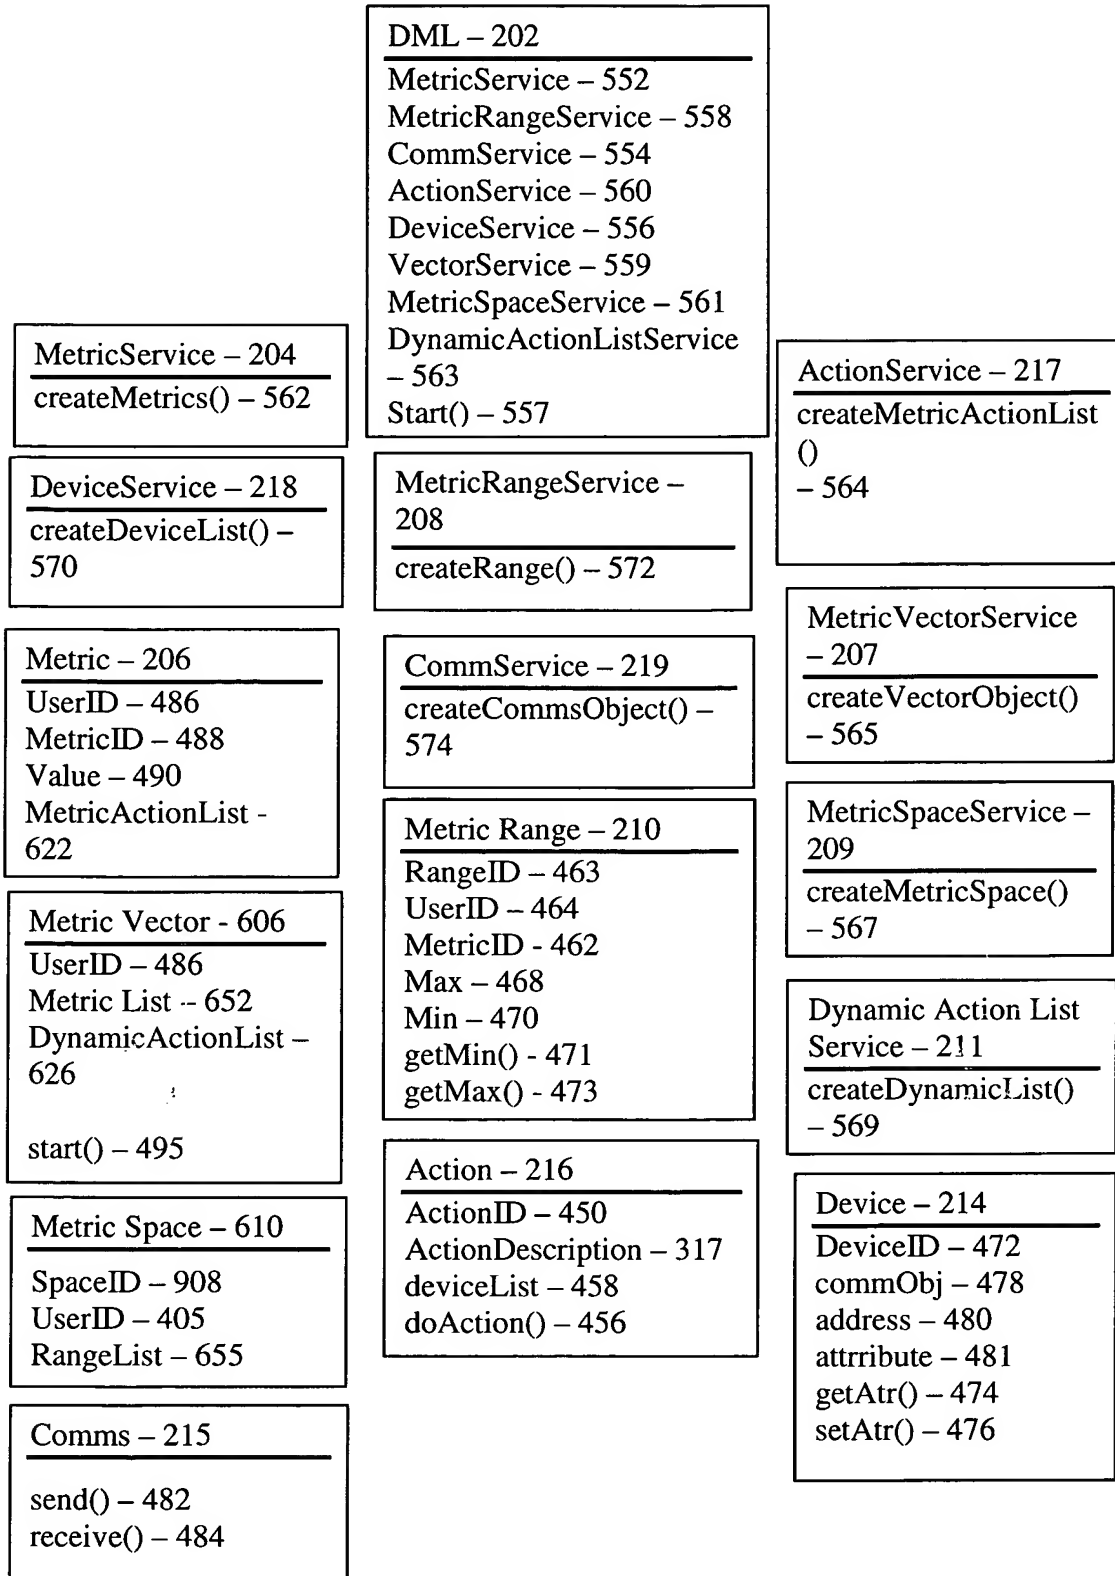 DML – 202
MetricService – 552
MetricRangeService – 558
CommService – 554
ActionService – 560
DeviceService – 556
VectorService – 559
MetricSpaceService – 561
DynamicActionListService
– 563
Start() – 557
MetricService – 204
createMetrics() – 562
ActionService – 217
createMetricActionList
()
– 564
DeviceService – 218
createDeviceList() –
570
MetricRangeService –
208
createRange() – 572
MetricVectorService
– 207
createVectorObject()
– 565
Metric – 206
UserID – 486
MetricID – 488
Value – 490
MetricActionList -
622
CommService – 219
createCommsObject() –
574
MetricSpaceService –
209
createMetricSpace()
– 567
Metric Range – 210
RangeID – 463
UserID – 464
MetricID - 462
Max – 468
Min – 470
getMin() - 471
getMax() - 473
Metric Vector - 606
UserID – 486
Metric List – 652
DynamicActionList –
626
start() – 495
Dynamic Action List
Service – 211
createDynamicList()
– 569
Action – 216
ActionID – 450
ActionDescription – 317
deviceList – 458
doAction() – 456
Device – 214
DeviceID – 472
commObj – 478
address – 480
attrribute – 481
getAtr() – 474
setAtr() – 476
Metric Space – 610
SpaceID – 908
UserID – 405
RangeList – 655
Comms – 215
send() – 482
receive() – 484